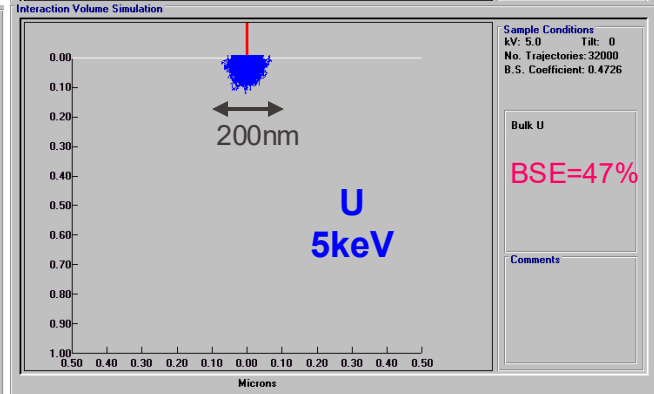 Interaction Volume Simulation
Sample Conditions
kV: 5.0 Tilt: 0
No. Trajectories: 32000
B.S. Coefficient: 0.4726
0.00
0.10
0.20
0.30
0.40
0.50
0.60
0.70
0.80
0.90
1.00
200nm
U
5keV
Bulk U
BSE=47%
Comments
0.50 0.40 0.30 0.20 0.10 0.00 0.10 0.20 0.30 0.40 0.50
Microns